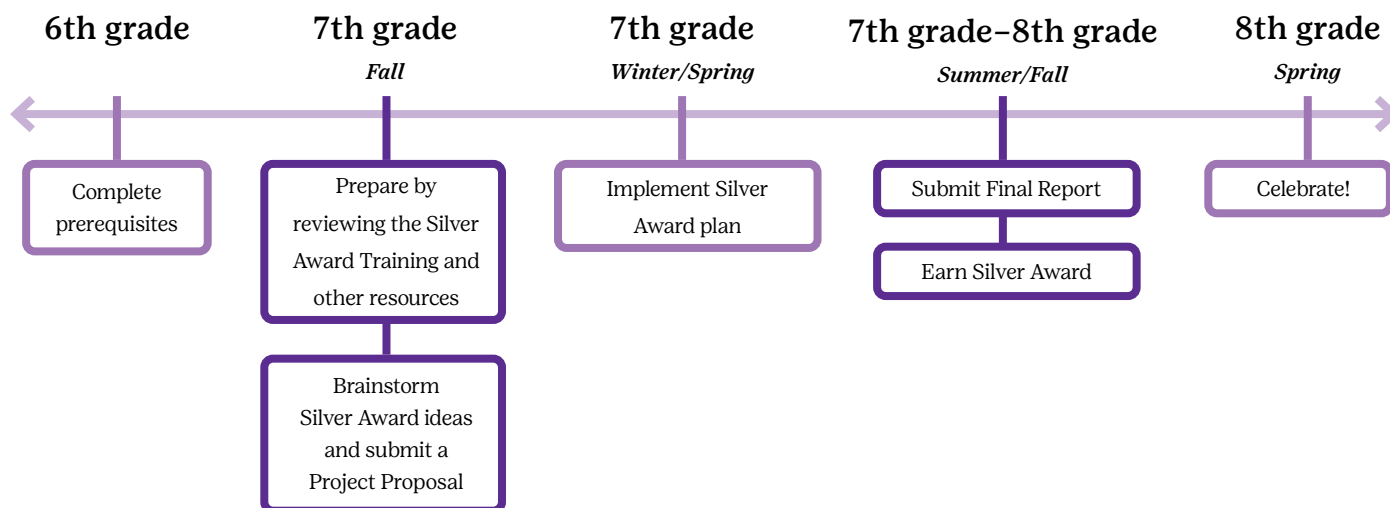 6th grade
7th grade
Fall
7th grade
Winter/Spring
7th grade–8th grade
Summer/Fall
8th grade
Spring
Complete
prerequisites
Prepare by
reviewing the Silver
Award Training and
other resources
Brainstorm
Silver Award ideas
and submit a
Project Proposal
Implement Silver
Award plan
Submit Final Report
Earn Silver Award
Celebrate!